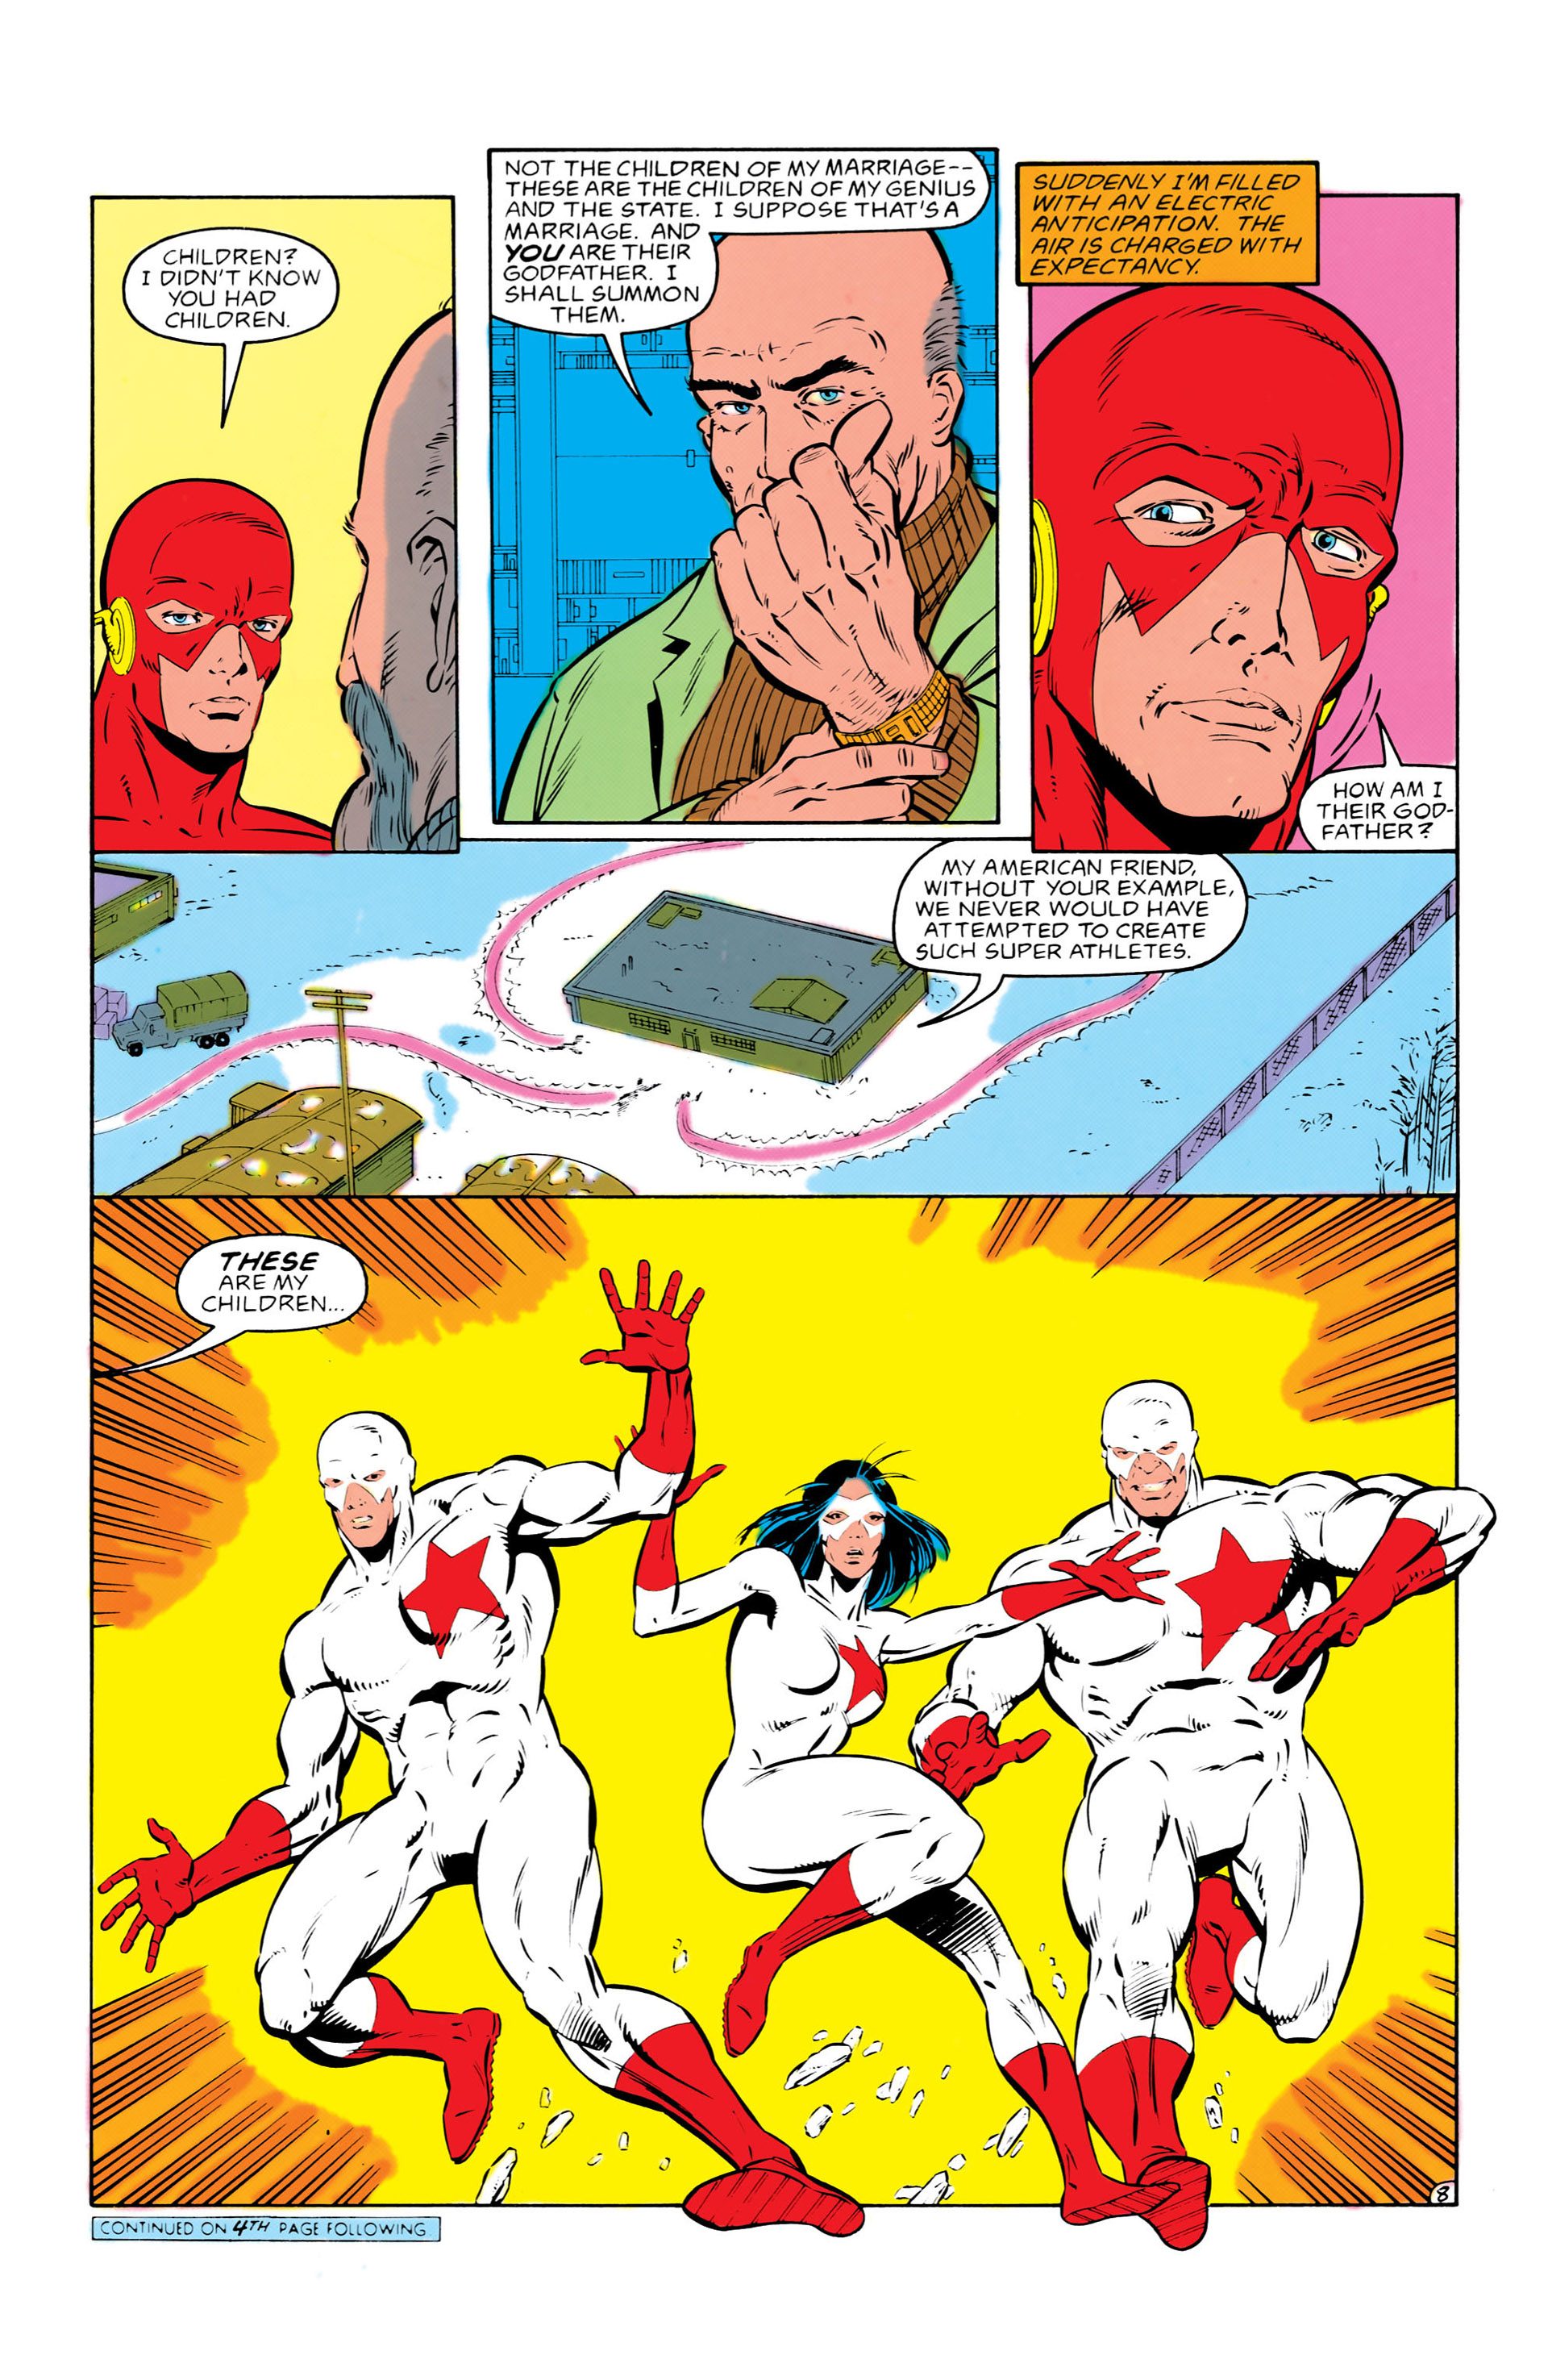 CHILDREN?
I DIDN'T KNOW
YOU HAD
CHILDREN.
NOT THE CHILDREN OF MY MARRIAGE--
THESE ARE THE CHILDREN OF MY GENIUS
AND THE STATE. I SUPPOSE THAT'S A
MARRIAGE. AND
YOU ARE THEIR
GODFATHER. I
SHALL SUMMON
THEM.
SUDDENLY I'M FILLED
WITH AN ELECTRIC
ANTICIPATION. THE
AIR IS CHARGED WITH
EXPECTANCY.
HOW AM I
THEIR GOD-
FATHER?
MY AMERICAN FRIEND,
WITHOUT YOUR EXAMPLE,
WE NEVER WOULD HAVE
ATTEMPTED TO CREATE
SUCH SUPER ATHLETES.
THESE
ARE MY
CHILDREN...
8
CONTINUED ON 4TH PAGE FOLLOWING